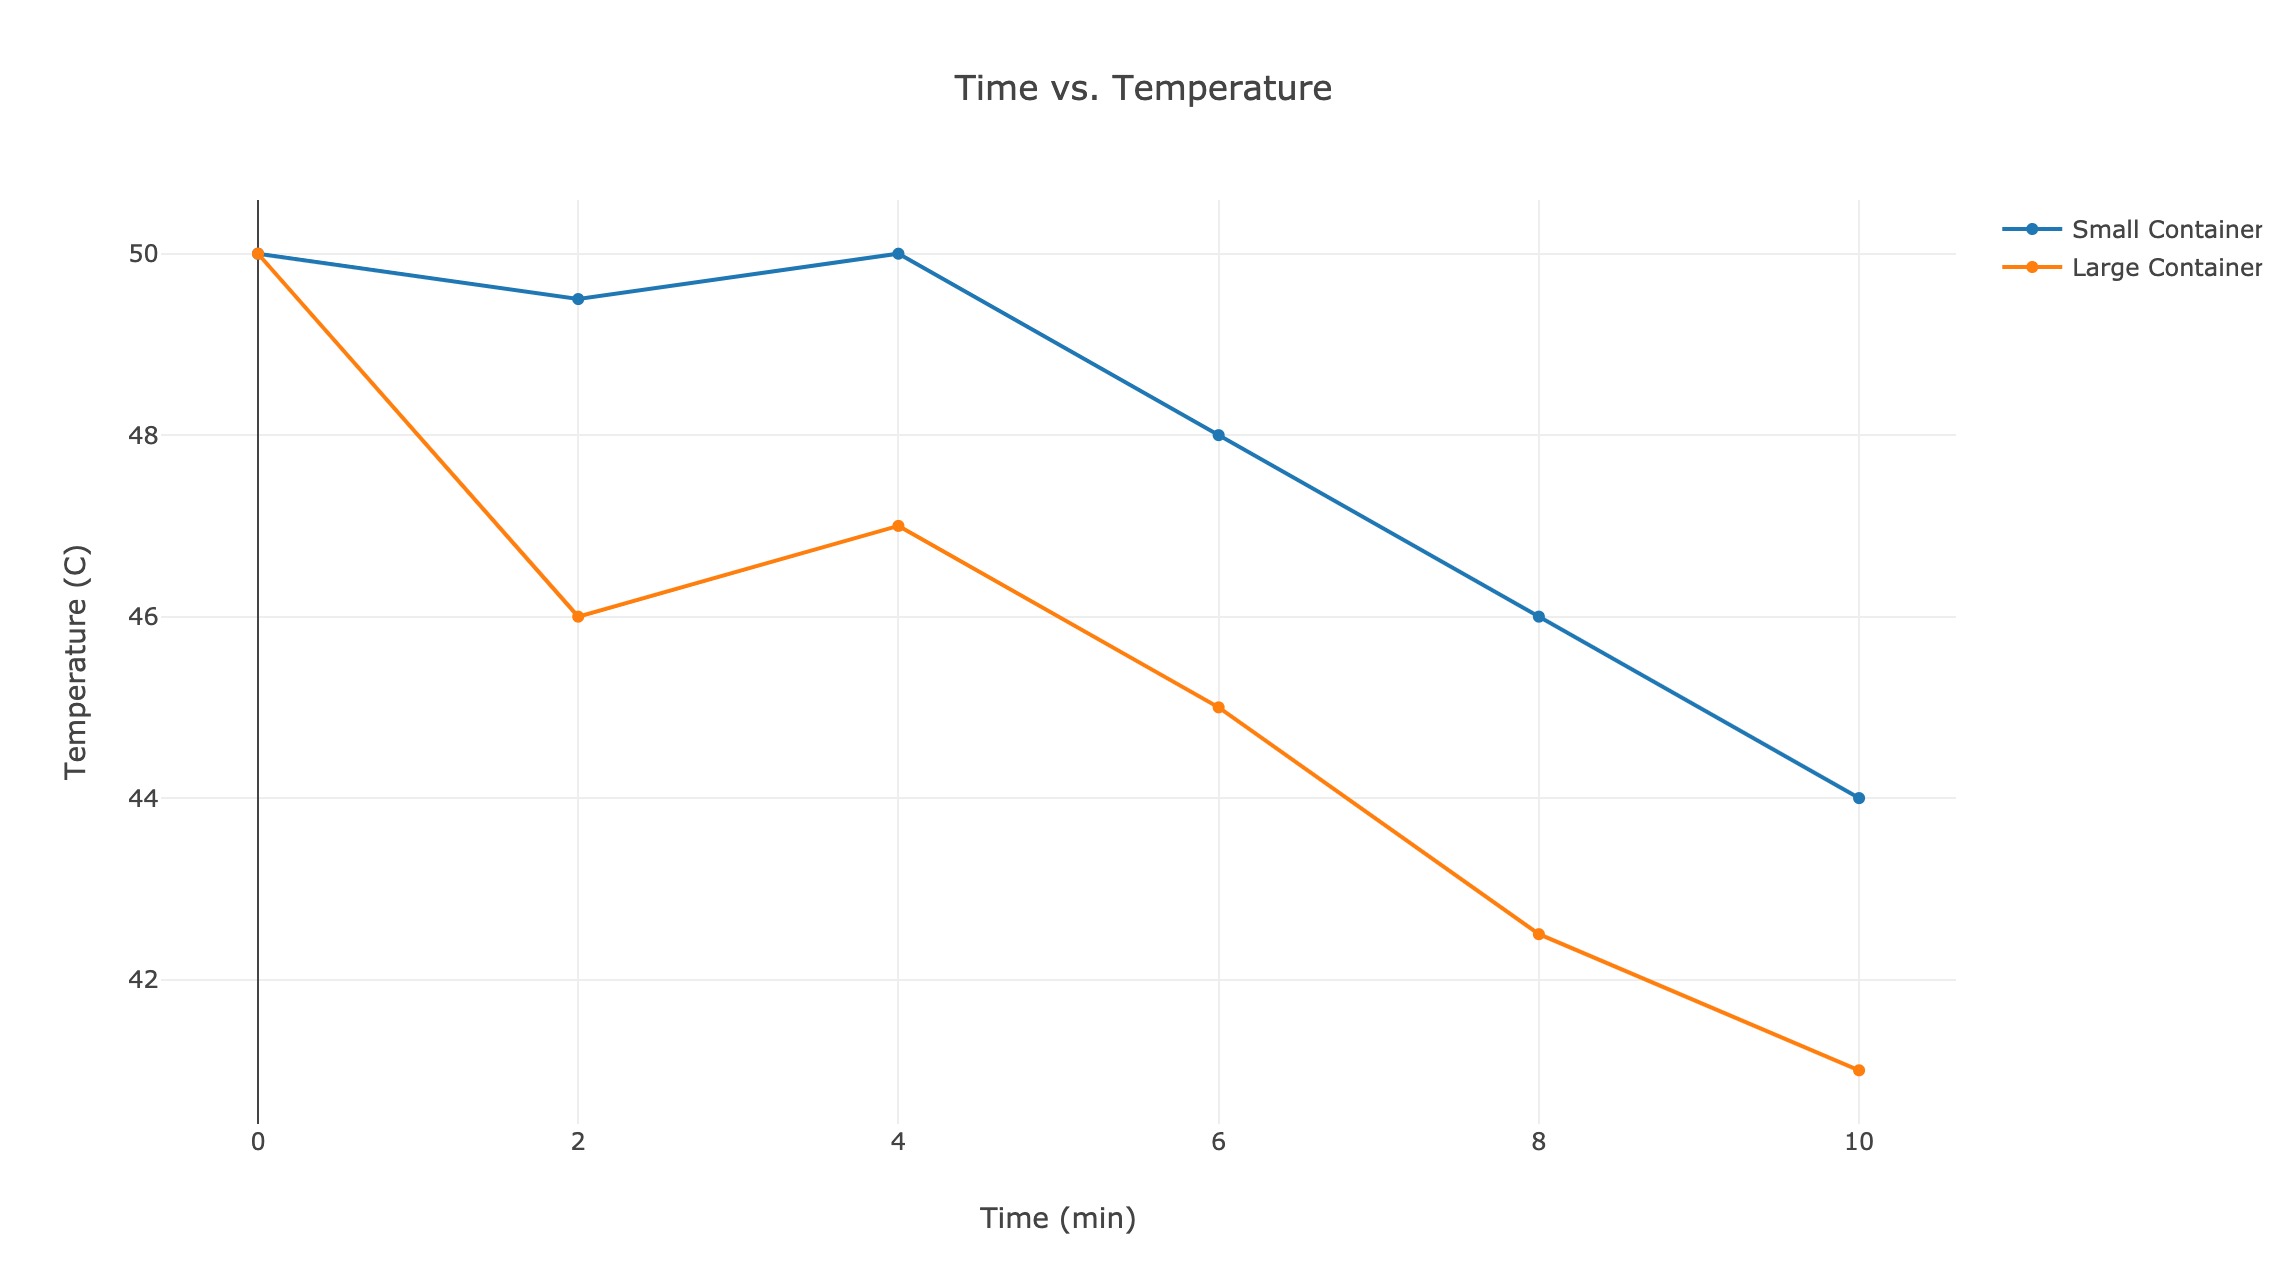 Time vs. Temperature
Small Container
Large Container
50
48
46
44
42
Temperature (C)
0 2 4 6 8 10
Time (min)